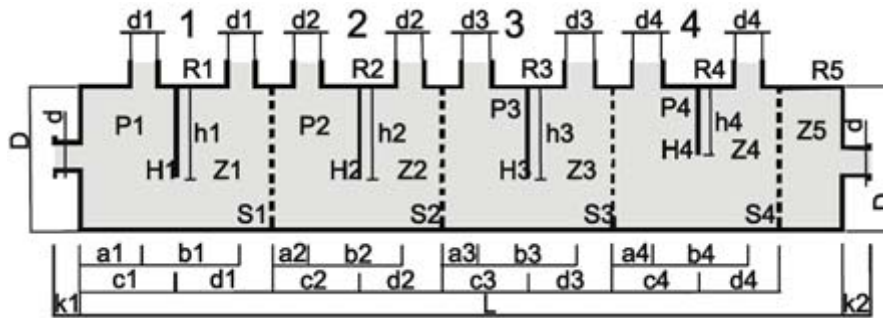 1 2 3 4
d1 d1 d2 d2 d3 d3 d4 d4
R1 R2 R3 R4 R5
P1 h1 P2 h2 P3 h3 P4 h4 Z5
D d d
H1 Z1 H2 Z2 H3 Z3 H4 Z4
S1 S2 S3 S4
a1 b1 a2 b2 a3 b3 a4 b4
c1 d1 c2 d2 c3 d3 c4 d4
k1 L k2